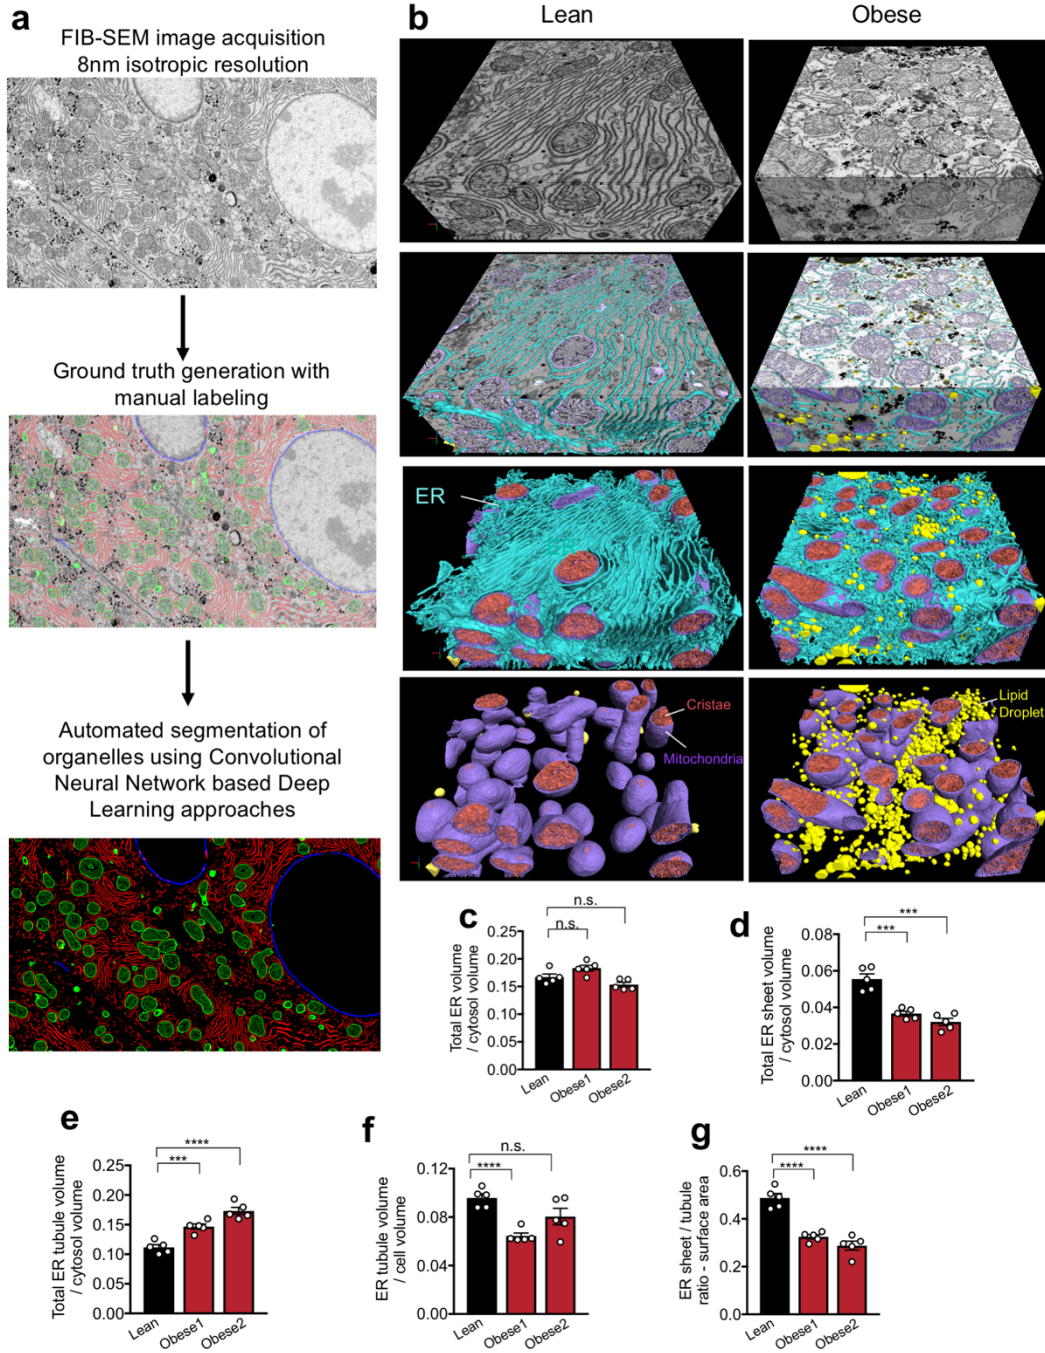 a
FIB-SEM image acquisition
8nm isotropic resolution
Ground truth generation with
manual labeling
Automated segmentation of
organelles using Convolutional
Neural Network based Deep
Learning approaches
b
Lean
Obese
ER
Cristae
Mitochondria
Lipid
Droplet
c
Total ER volume
/ cytosol volume
0.25
0.20
0.15
0.10
0.05
0.00
n.s.
n.s.
Lean
Obese1
Obese2
d
Total ER sheet volume
/ cytosol volume
0.08
0.06
0.04
0.02
0.00
***
***
Lean
Obese1
Obese2
e
Total ER tubule volume
/ cytosol volume
0.25
0.20
0.15
0.10
0.05
0.00
****
***
Lean
Obese1
Obese2
f
ER tubule volume
/ cell volume
0.12
0.08
0.04
0.00
n.s.
****
Lean
Obese1
Obese2
g
ER sheet / tubule
ratio - surface area
0.6
0.4
0.2
0.0
****
****
Lean
Obese1
Obese2